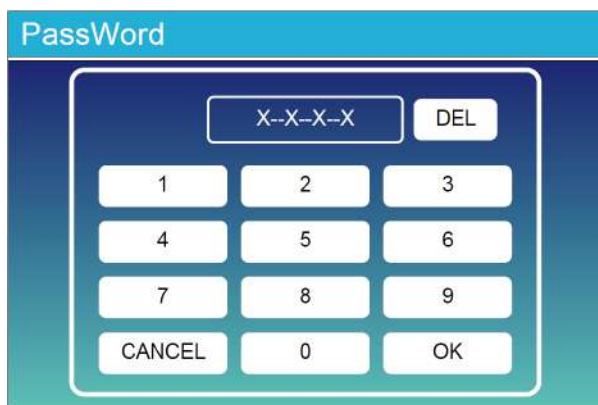 PassWord
X--X--X--X DEL
1 2 3
4 5 6
7 8 9
CANCEL 0 OK